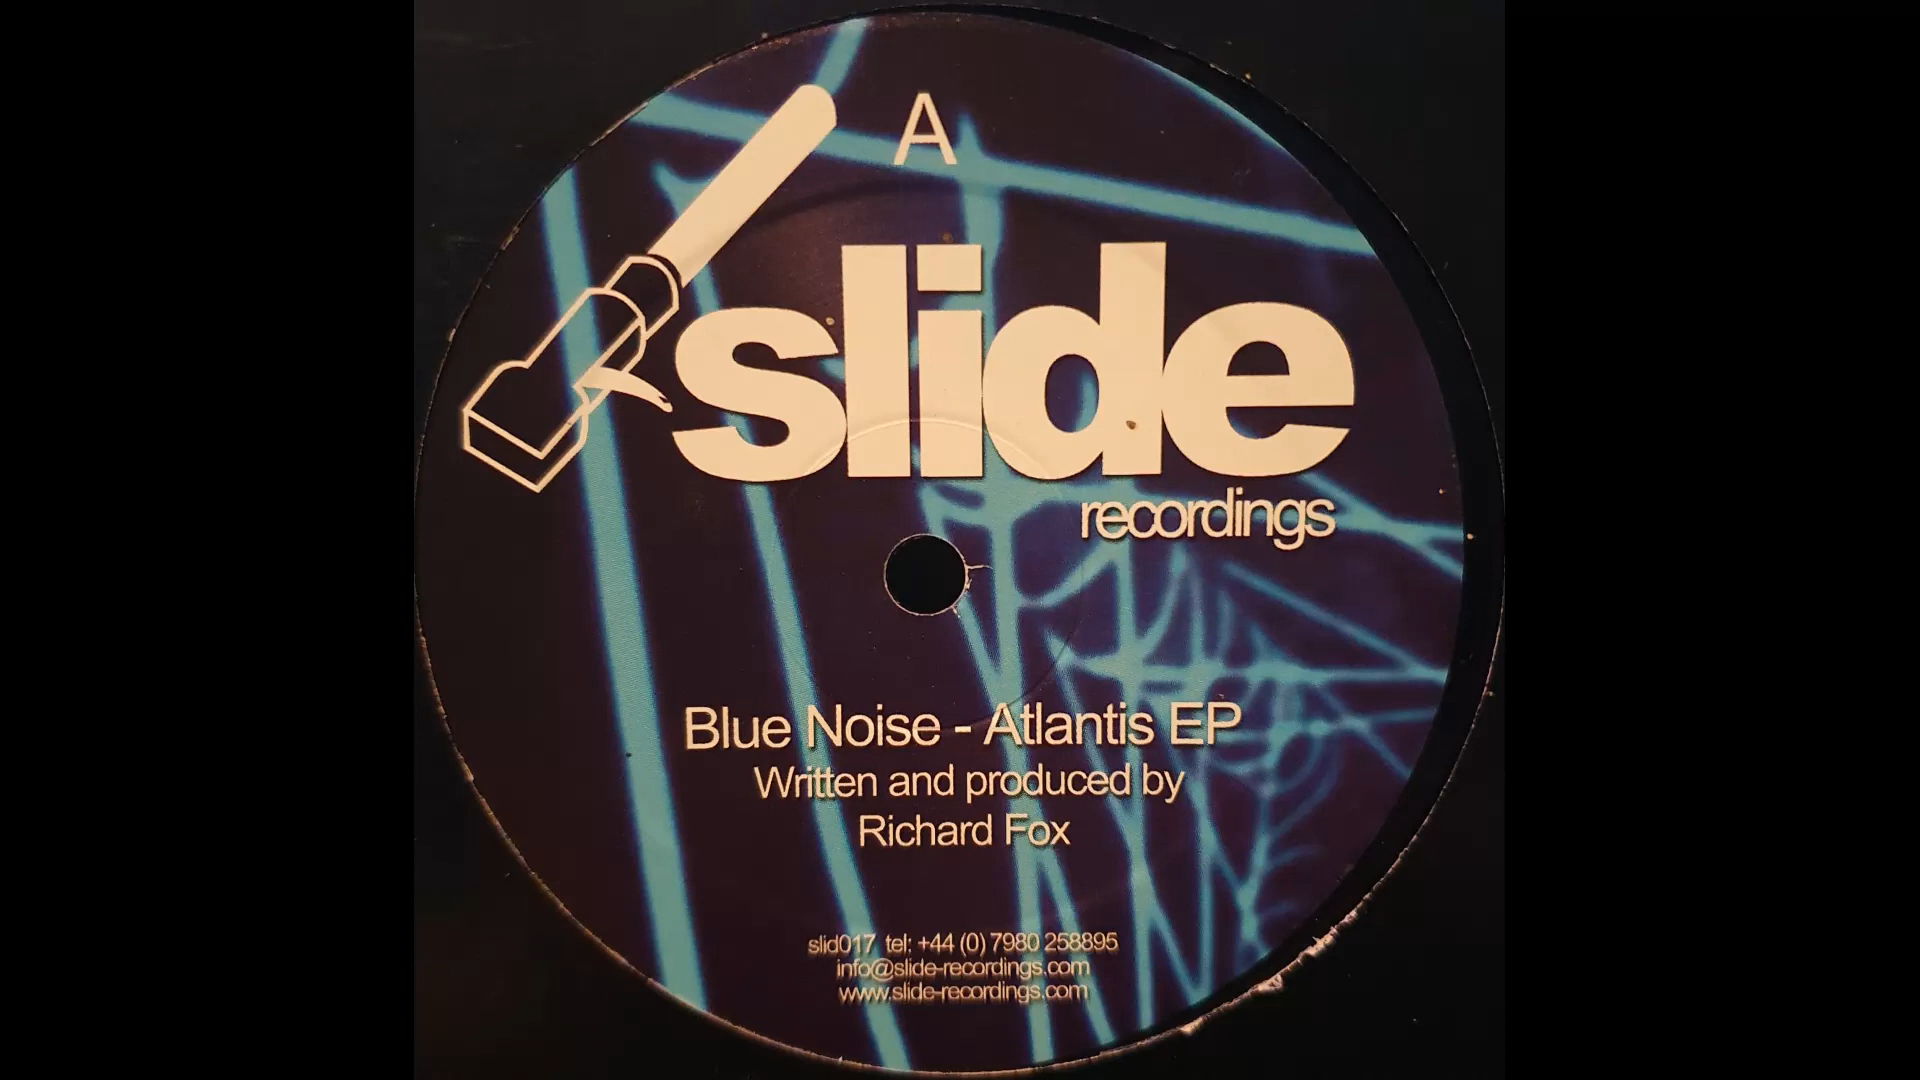 A
slide
recordings
Blue Noise - Atlantis EP
Written and produced by
Richard Fox
slid017 tel: +44 (0) 7980 258895
info@slide-recordings.com
www.slide-recordings.com